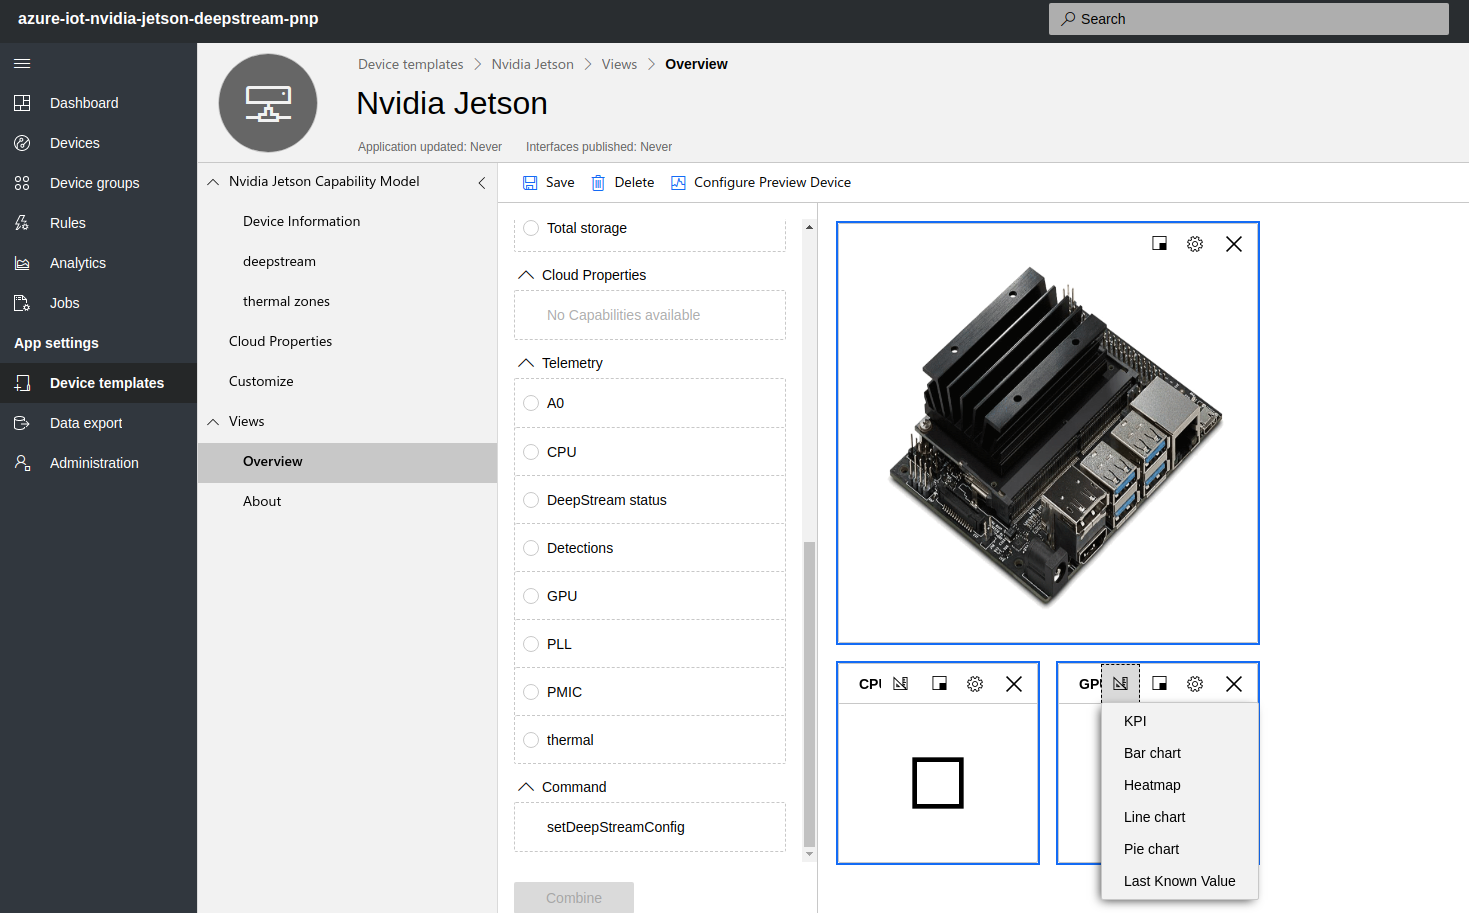 azure-iot-nvidia-jetson-deepstream-pnp
Search
Dashboard
Devices
Device groups
Rules
Analytics
Jobs
App settings
Device templates
Data export
Administration
Device templates > Nvidia Jetson > Views > Overview
Nvidia Jetson
Application updated: Never Interfaces published: Never
Nvidia Jetson Capability Model
Device Information
deepstream
thermal zones
Cloud Properties
Customize
Views
Overview
About
Save Delete Configure Preview Device
Total storage
Cloud Properties
No Capabilities available
Telemetry
A0
CPU
DeepStream status
Detections
GPU
PLL
PMIC
thermal
Command
setDeepStreamConfig
Combine
CPU
GPU
KPI
Bar chart
Heatmap
Line chart
Pie chart
Last Known Value